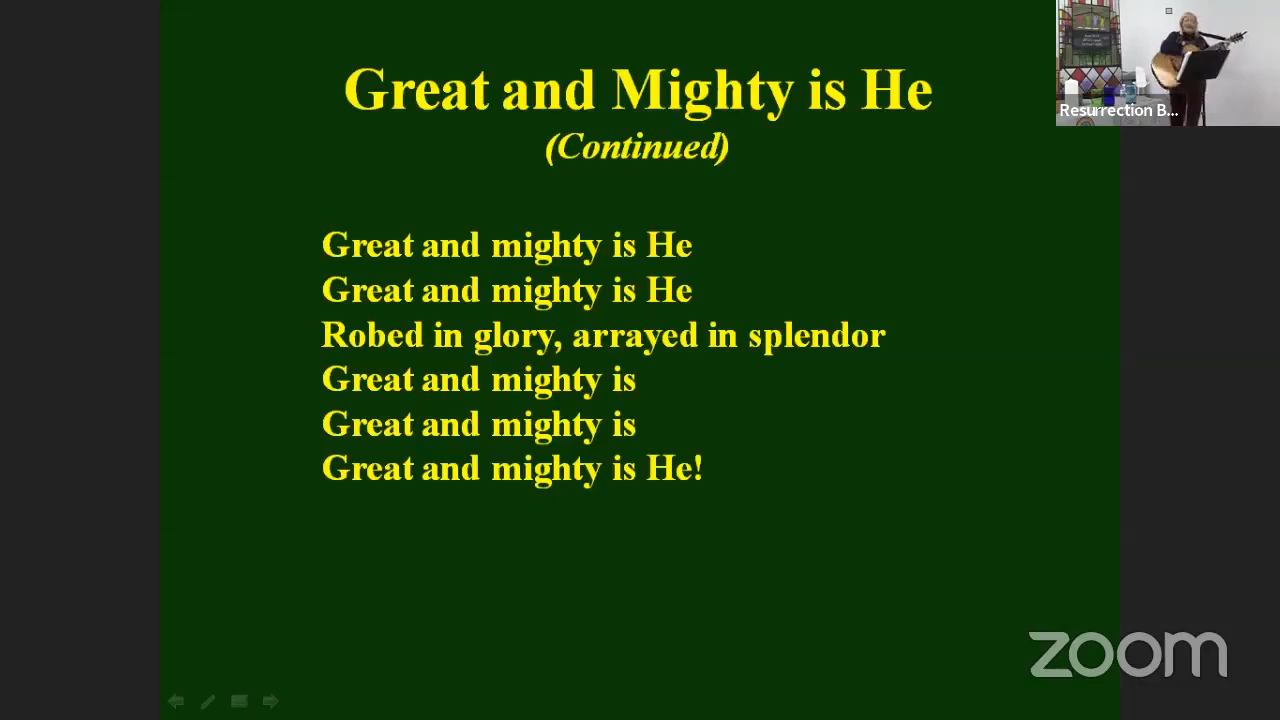 Great and Mighty is He
(Continued)
Great and mighty is He
Great and mighty is He
Robed in glory, arrayed in splendor
Great and mighty is
Great and mighty is
Great and mighty is He!
Resurrection B...
zoom